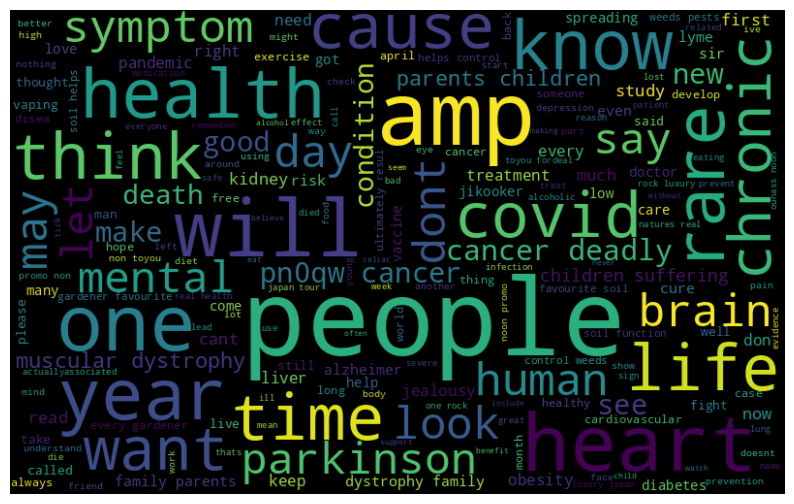 symptom
cause
know
health
amp
rare
chronic
think
good
day
condition
dont
say
new
covid
will
people
one
year
time
want
look
human
life
brain
heart
parkinson
mental
make
death
may
let
pn0qw
cancer
cancer deadly
children suffering
muscular dystrophy
parents children
pandemic
right
love
need
got
exercise
april
helps control
back
start
spreading
weeds pests
first
related
ive
lyme
sir
better
high
might
nothing
medication
thought
vaping
soil helps
disea
alcohol
effect
check
call
way
remember
everyone
someone
depression
making
even
said
lost
develop
patient
reason
part
study
every
treatment
much
doctor
eye
cancer
toyou fordeal
seem
bad
alcoholic
treat
care
low
jikooker
vaccine
ultimately resul
kidney
risk
free
around
using
safe
feel
tick
man
hope
left
believe
died
food
eat
celiac
young
diet
non toyou
promo non
many
please
gardener favourite
real health
come
lot
lead
japan tour
week
another
infection
thing
use
often
world
noon promo
never
favourite soil
cure
pain
without
eating
rock luxury
prevent
natures real
ounass noon
evidence
soil function
control weeds
show
sign
well
don
cant
still
alzheimer
severe
liver
help
jealousy
long
ill
body
mean
live
read
take
mind
actuallyassociated
every gardener
understand
die
called
work
thats
always
friend
family parents
keep
dystrophy family
support
one rock
include
great
benefit
healthy
see
cardiovascular
fight
case
now
month
obesity
face
child
name
luxury japan
watch
diabetes
prevention
doesnt
lung